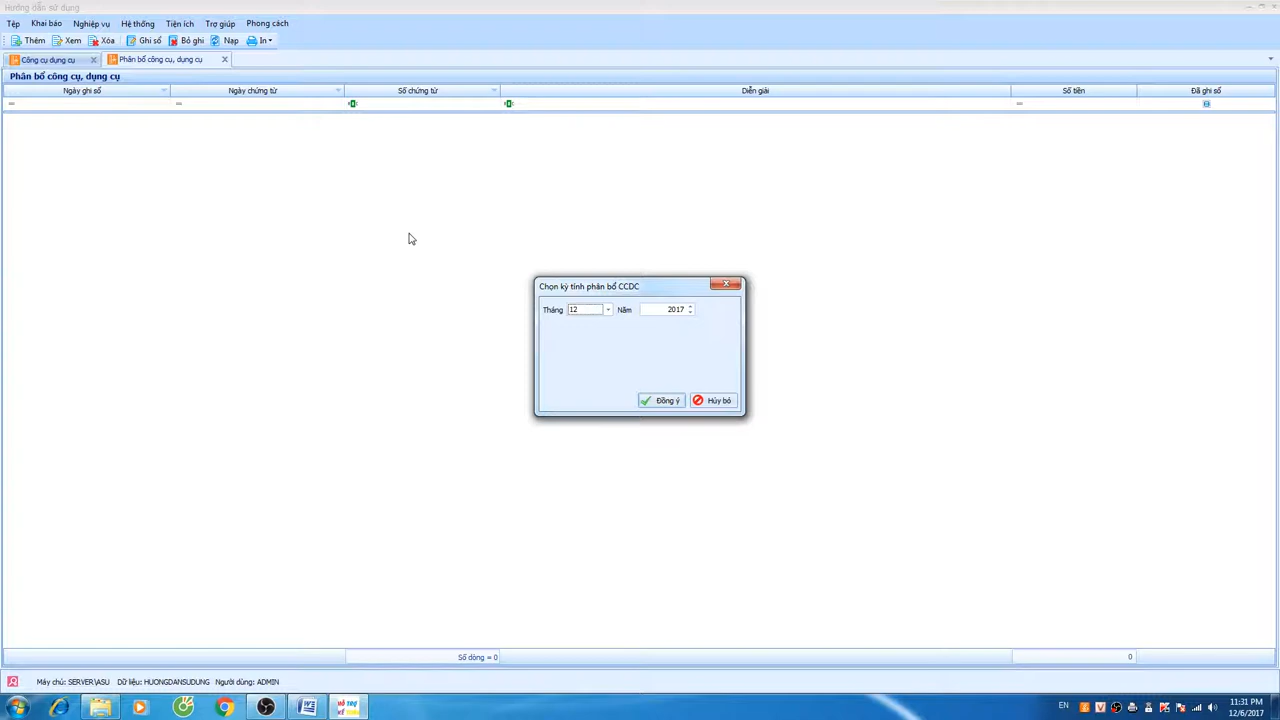 Hướng dẫn sử dụng
Tệp Khai báo Nghiệp vụ Hệ thống Tiện ích Trợ giúp Phong cách
Thêm Xem Xóa Ghi sổ Bỏ ghi Nạp In
Công cụ dụng cụ Phân bổ công cụ, dụng cụ
Phân bổ công cụ, dụng cụ
Ngày ghi sổ Ngày chứng từ Số chứng từ Diễn giải Số tiền Đã ghi sổ
Chọn kỳ tính phân bổ CCDC
Tháng 12 Năm 2017
Đồng ý Hủy bỏ
Số dòng = 0 0
Máy chủ: SERVER\ASU Dữ liệu: HUONGDANSUDUNG Người dùng: ADMIN
EN 11:31 PM
12/6/2017